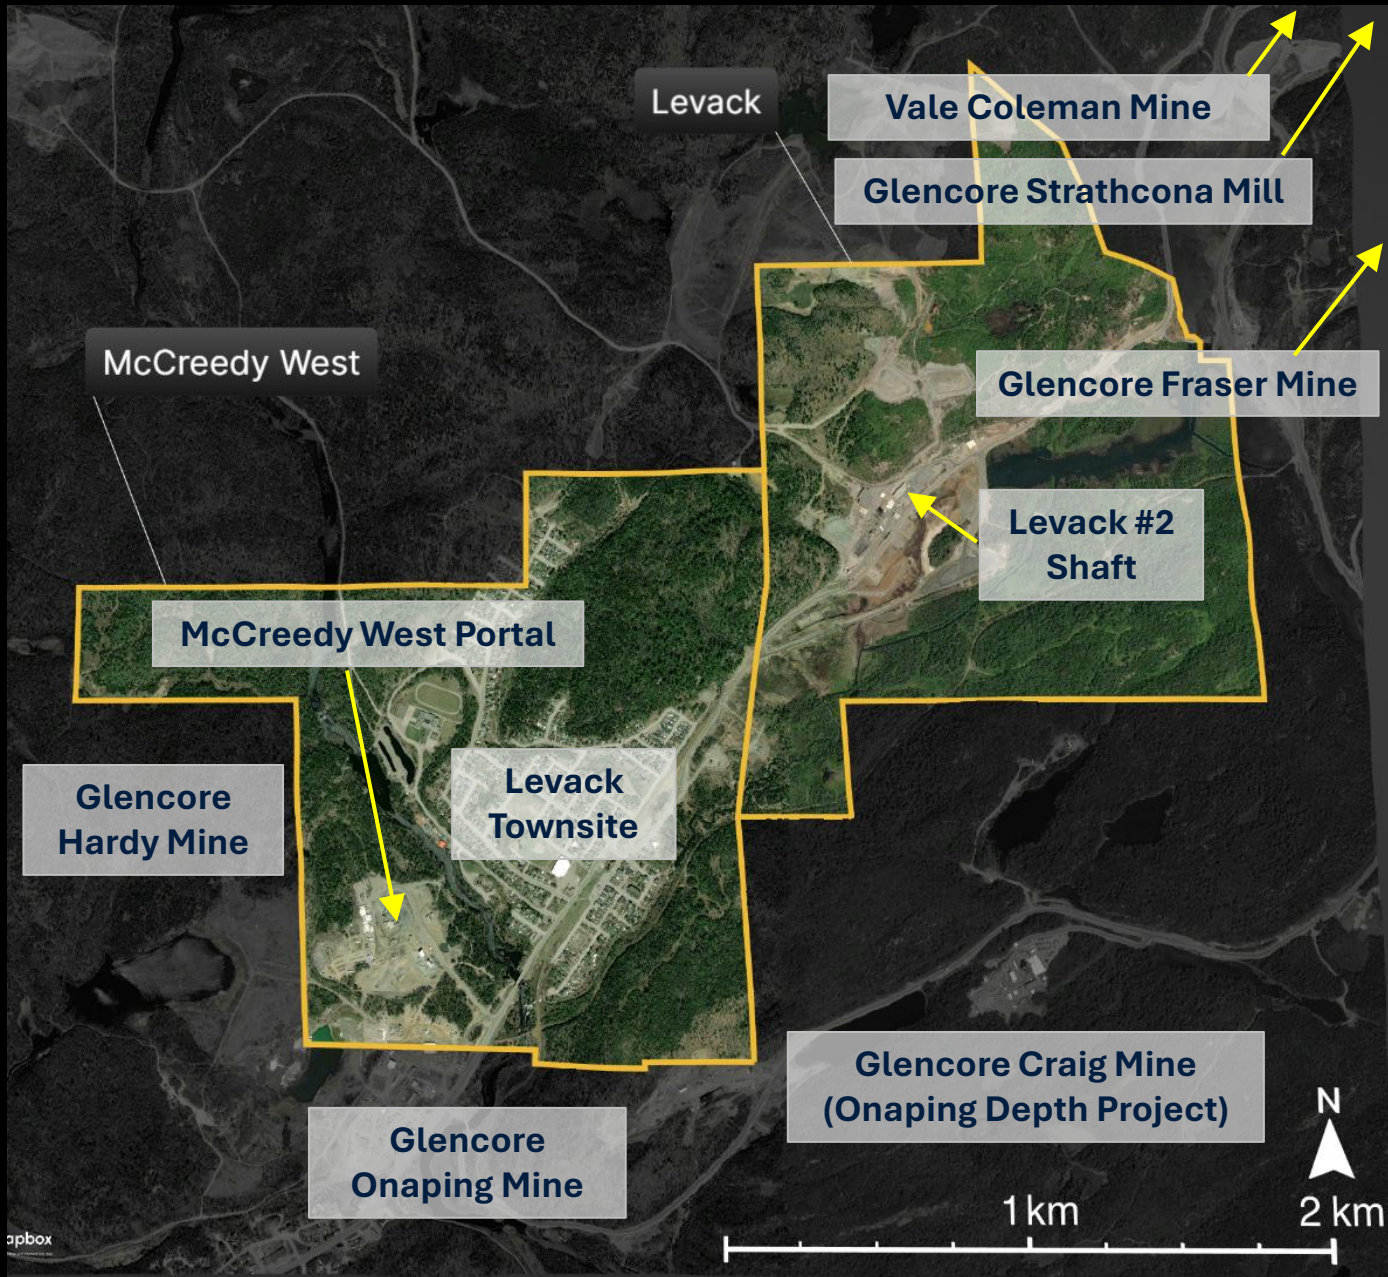 Levack
Vale Coleman Mine
Glencore Strathcona Mill
McCreedy West
Glencore Fraser Mine
Levack #2
Shaft
McCreedy West Portal
Levack
Townsite
Glencore
Hardy Mine
Glencore Craig Mine
(Onaping Depth Project)
Glencore
Onaping Mine
N
1 km
2 km
apbox